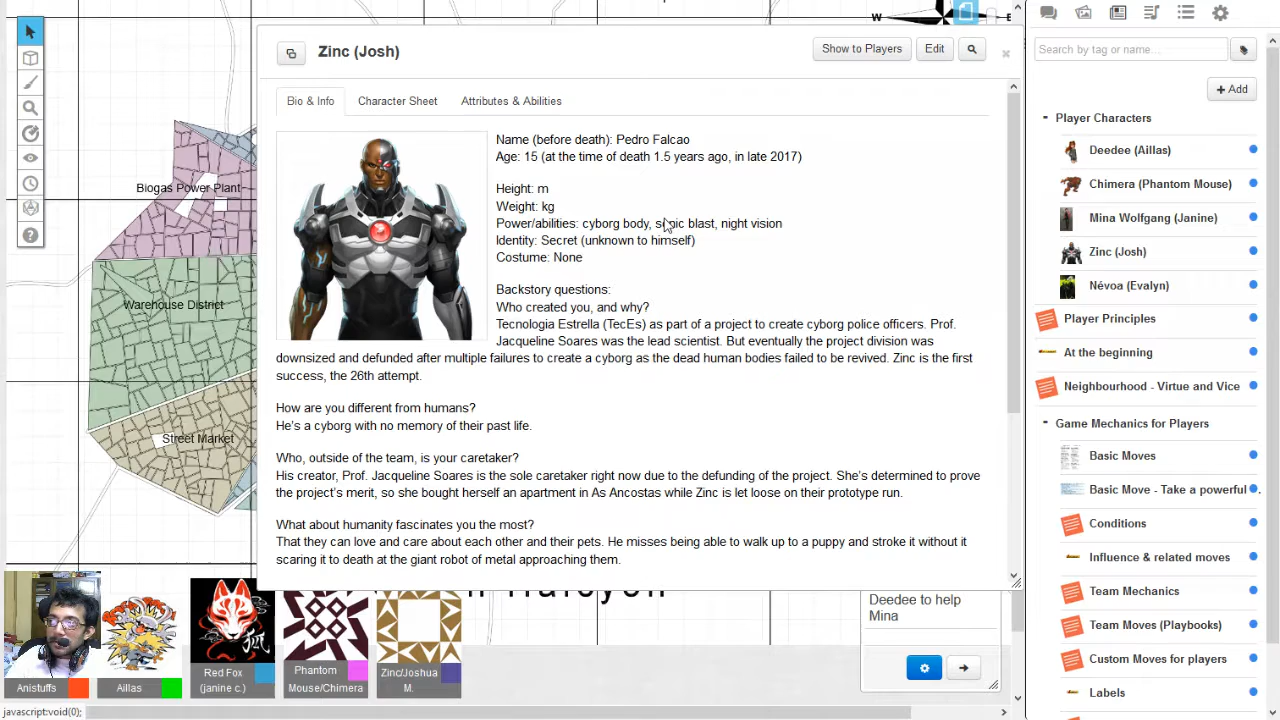 W
E
Zinc (Josh)
Show to Players
Edit
×
Bio & Info
Character Sheet
Attributes & Abilities
Name (before death): Pedro Falcao
Age: 15 (at the time of death 1.5 years ago, in late 2017)
Height: m
Weight: kg
Power/abilities: cyborg body, sonic blast, night vision
Identity: Secret (unknown to himself)
Costume: None
Backstory questions:
Who created you, and why?
Tecnologia Estrella (TecEs) as part of a project to create cyborg police officers. Prof.
Jacqueline Soares was the lead scientist. But eventually the project division was
downsized and defunded after multiple failures to create a cyborg as the dead human bodies failed to be revived. Zinc is the first
success, the 26th attempt.
How are you different from humans?
He's a cyborg with no memory of their past life.
Who, outside of the team, is your caretaker?
His creator, Prof. Jacqueline Soares is the sole caretaker right now due to the defunding of the project. She's determined to prove
the project's merit, so she bought herself an apartment in As Ancostas while Zinc is let loose on their prototype run.
What about humanity fascinates you the most?
That they can love and care about each other and their pets. He misses being able to walk up to a puppy and stroke it without it
scaring it to death at the giant robot of metal approaching them.
Biogas Power Plant
Warehouse District
Street Market
Anistuffs
Aillas
Red Fox
(janine c.)
Phantom
Mouse/Chimera
Zinc/Joshua
M.
Deedee to help
Mina
javascript:void(0);
Search by tag or name...
+ Add
- Player Characters
Deedee (Aillas)
Chimera (Phantom Mouse)
Mina Wolfgang (Janine)
Zinc (Josh)
Névoa (Evalyn)
Player Principles
At the beginning
Neighbourhood - Virtue and Vice
- Game Mechanics for Players
Basic Moves
Basic Move - Take a powerful
Conditions
Influence & related moves
Team Mechanics
Team Moves (Playbooks)
Custom Moves for players
Labels